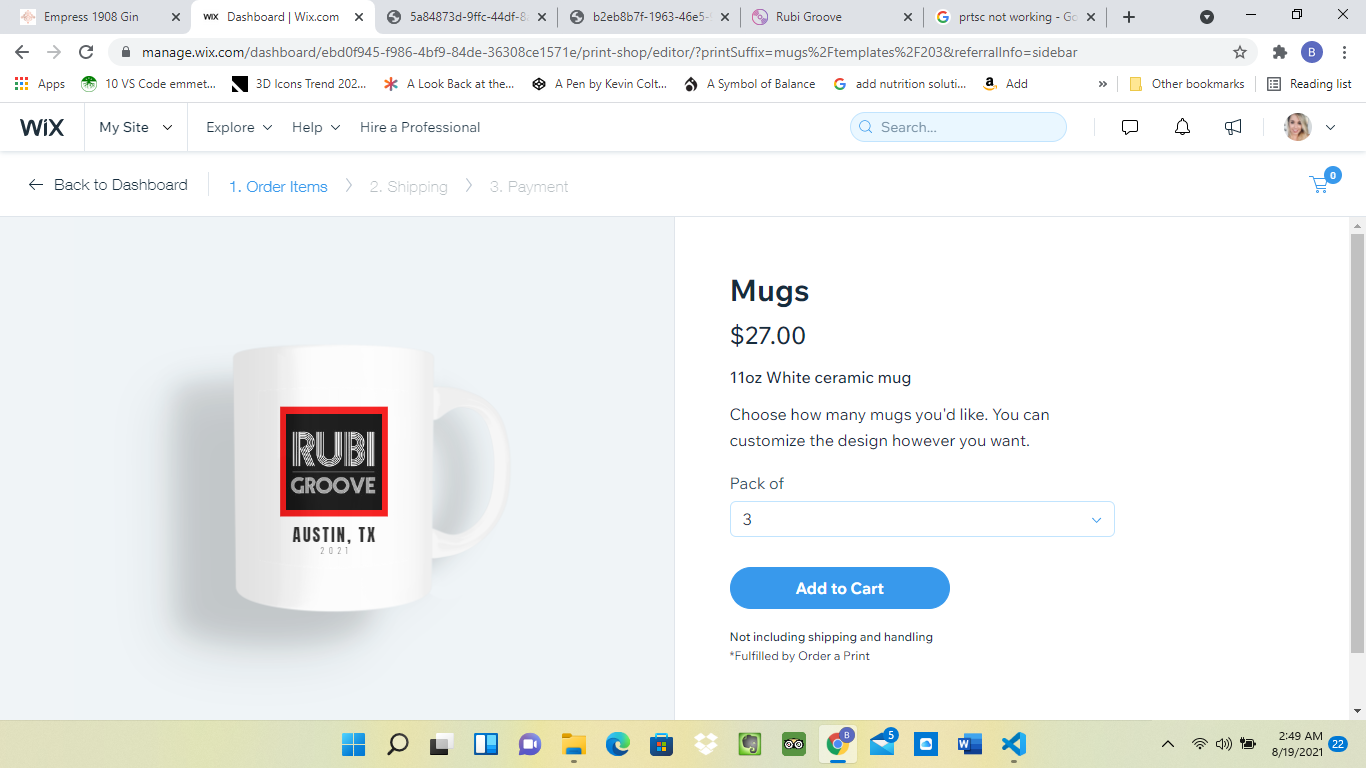 Empress 1908 Gin
WiX Dashboard | Wix.com
5a84873d-9ffc-44df-8
b2eb8b7f-1963-46e5-
Rubi Groove
prtsc not working - Go
manage.wix.com/dashboard/ebd0f945-f986-4bf9-84de-36308ce1571e/print-shop/editor/?printSuffix=mugs%2Ftemplates%2F203&referralInfo=sidebar
B
Apps
10 VS Code emmet...
3D Icons Trend 202...
A Look Back at the...
A Pen by Kevin Colt...
A Symbol of Balance
add nutrition soluti...
Add
»
Other bookmarks
Reading list
WiX
My Site
Explore
Help
Hire a Professional
Search...
Back to Dashboard
1. Order Items
2. Shipping
3. Payment
0
RUBI
GROOVE
AUSTIN, TX
2021
Mugs
$27.00
11oz White ceramic mug
Choose how many mugs you'd like. You can
customize the design however you want.
Pack of
3
Add to Cart
Not including shipping and handling
*Fulfilled by Order a Print
B
5
W
2:49 AM
8/19/2021
22